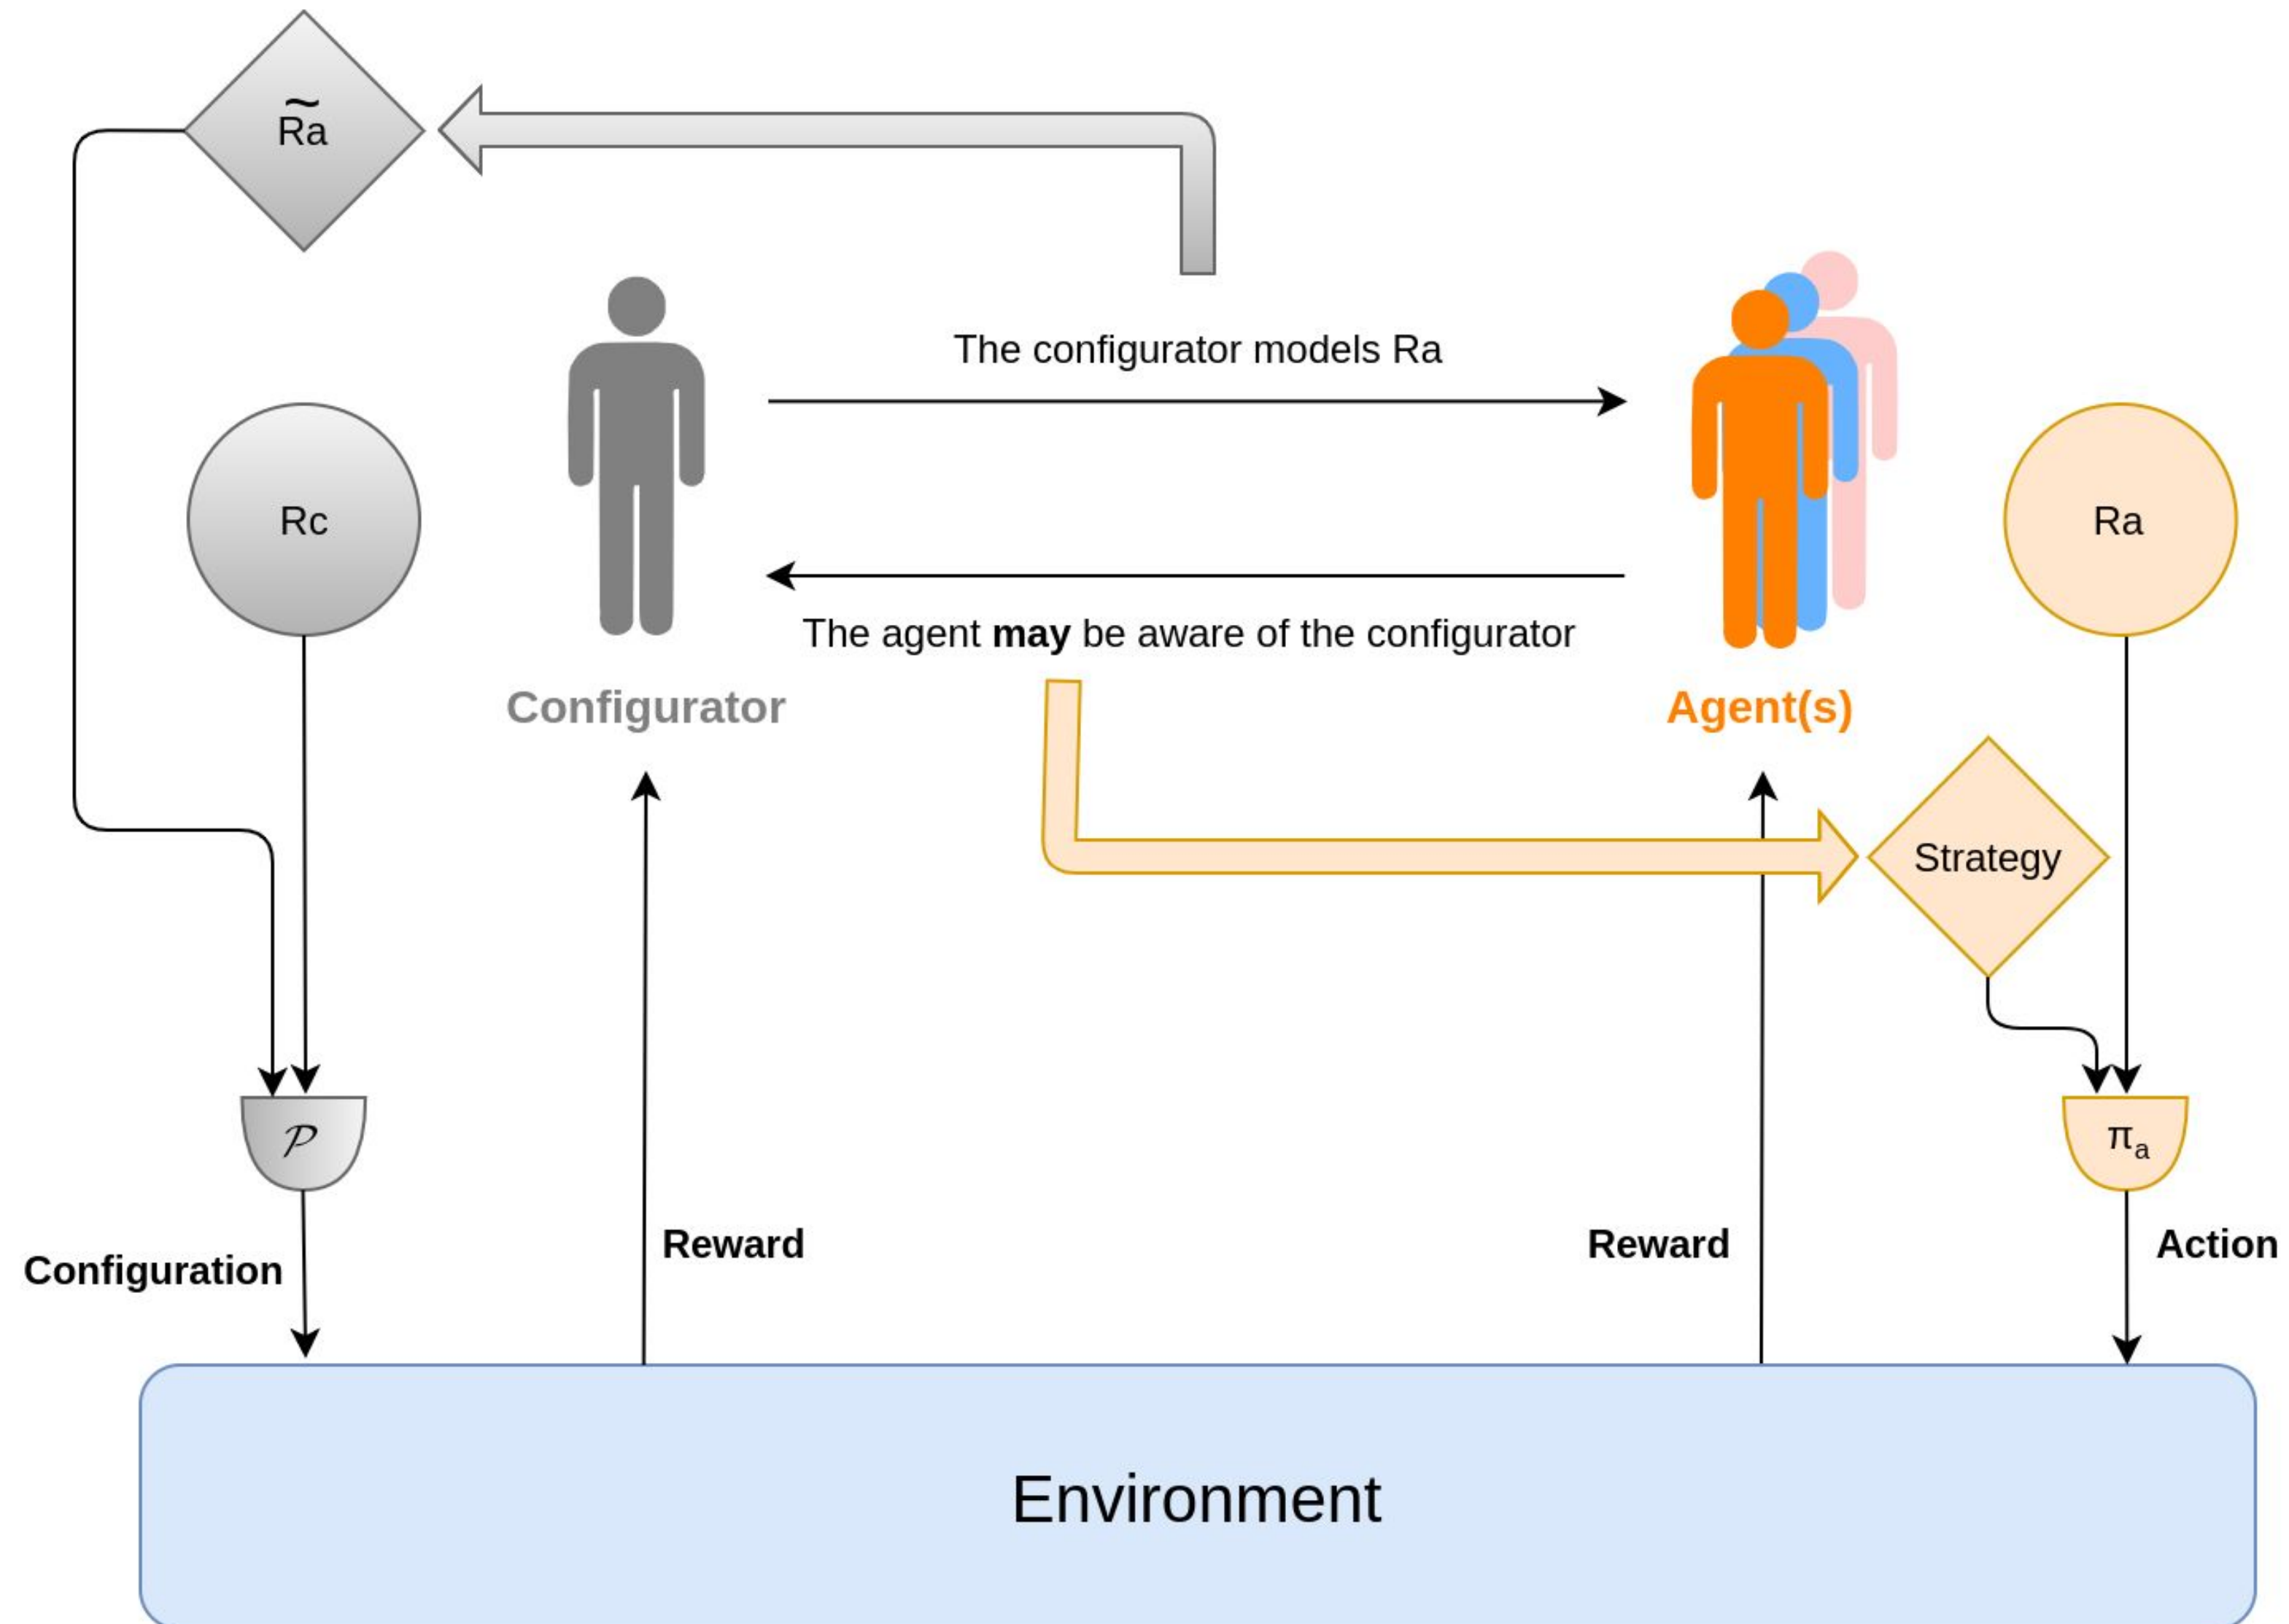 R̃a
The configurator models Ra
Rc
Ra
The agent may be aware of the configurator
Configurator
Agent(s)
Strategy
𝒫
πa
Configuration
Reward
Reward
Action
Environment